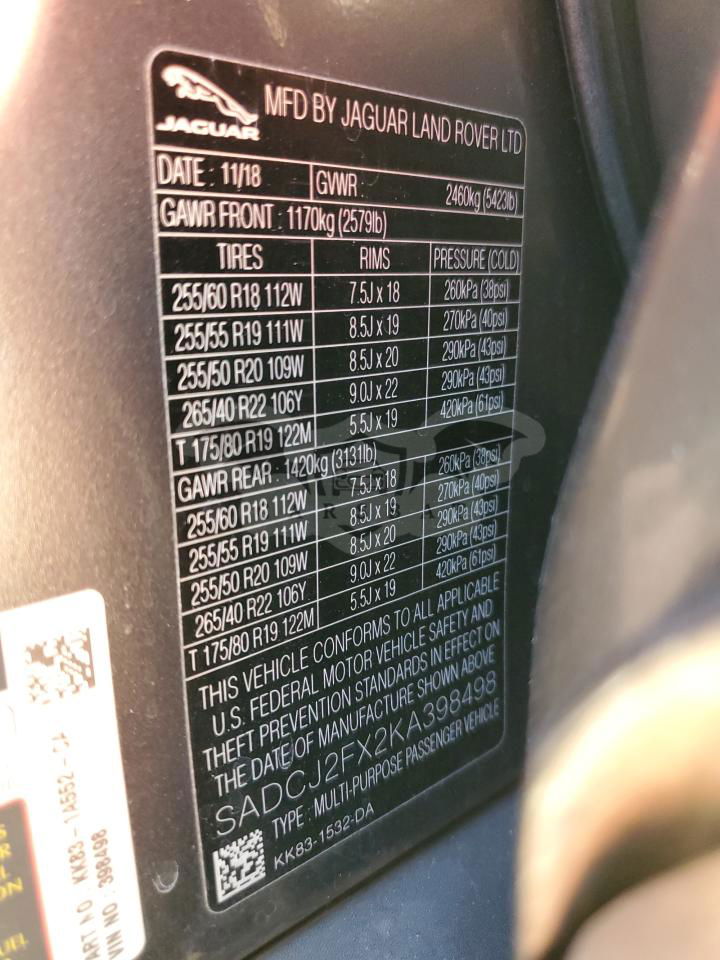 JAGUAR
MFD BY JAGUAR LAND ROVER LTD
DATE : 11/18
GVWR : 2460kg (5423lb)
GAWR FRONT : 1170kg (2579lb)
TIRES RIMS PRESSURE (COLD)
255/60 R18 112W 7.5J x 18 260kPa (38psi)
255/55 R19 111W 8.5J x 19 270kPa (40psi)
255/50 R20 109W 8.5J x 20 290kPa (43psi)
265/40 R22 106Y 9.0J x 22 290kPa (43psi)
T 175/80 R19 122M 5.5J x 19 420kPa (61psi)
GAWR REAR : 1420kg (3131lb)
255/60 R18 112W 7.5J x 18 260kPa (38psi)
255/55 R19 111W 8.5J x 19 270kPa (40psi)
255/50 R20 109W 8.5J x 20 290kPa (43psi)
265/40 R22 106Y 9.0J x 22 290kPa (43psi)
T 175/80 R19 122M 5.5J x 19 420kPa (61psi)
THIS VEHICLE CONFORMS TO ALL APPLICABLE
U.S. FEDERAL MOTOR VEHICLE SAFETY AND
THEFT PREVENTION STANDARDS IN EFFECT ON
THE DATE OF MANUFACTURE SHOWN ABOVE
SADCJ2FX2KA398498
TYPE : MULTI-PURPOSE PASSENGER VEHICLE
KK83-1532-DA
PART NO : KK83 - 1A552 - CA
VIN NO : 398498